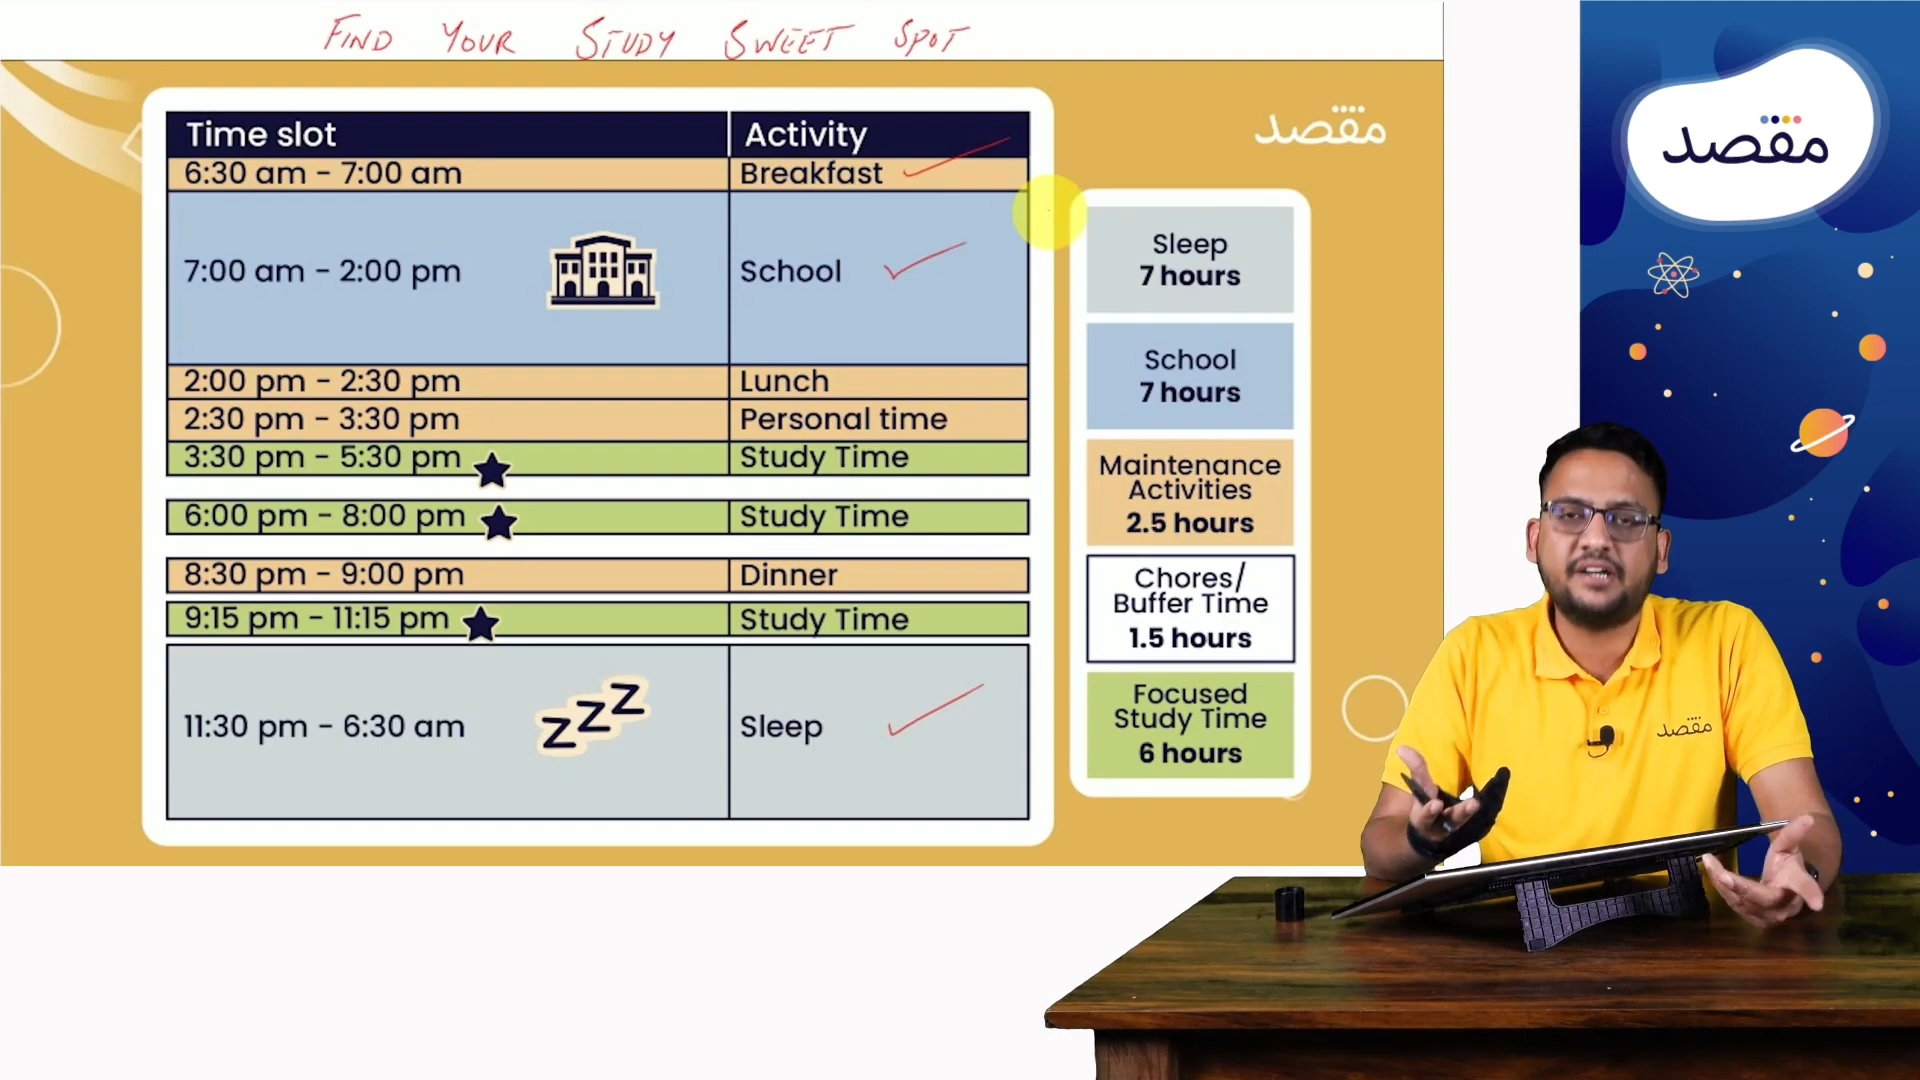 FIND YOUR STUDY SWEET SPOT
Time slot Activity
6:30 am - 7:00 am Breakfast
7:00 am - 2:00 pm School
2:00 pm - 2:30 pm Lunch
2:30 pm - 3:30 pm Personal time
3:30 pm - 5:30 pm Study Time
6:00 pm - 8:00 pm Study Time
8:30 pm - 9:00 pm Dinner
9:15 pm - 11:15 pm Study Time
11:30 pm - 6:30 am zzz Sleep
مقصد
Sleep
7 hours
School
7 hours
Maintenance
Activities
2.5 hours
Chores/
Buffer Time
1.5 hours
Focused
Study Time
6 hours
مقصد
مقصد